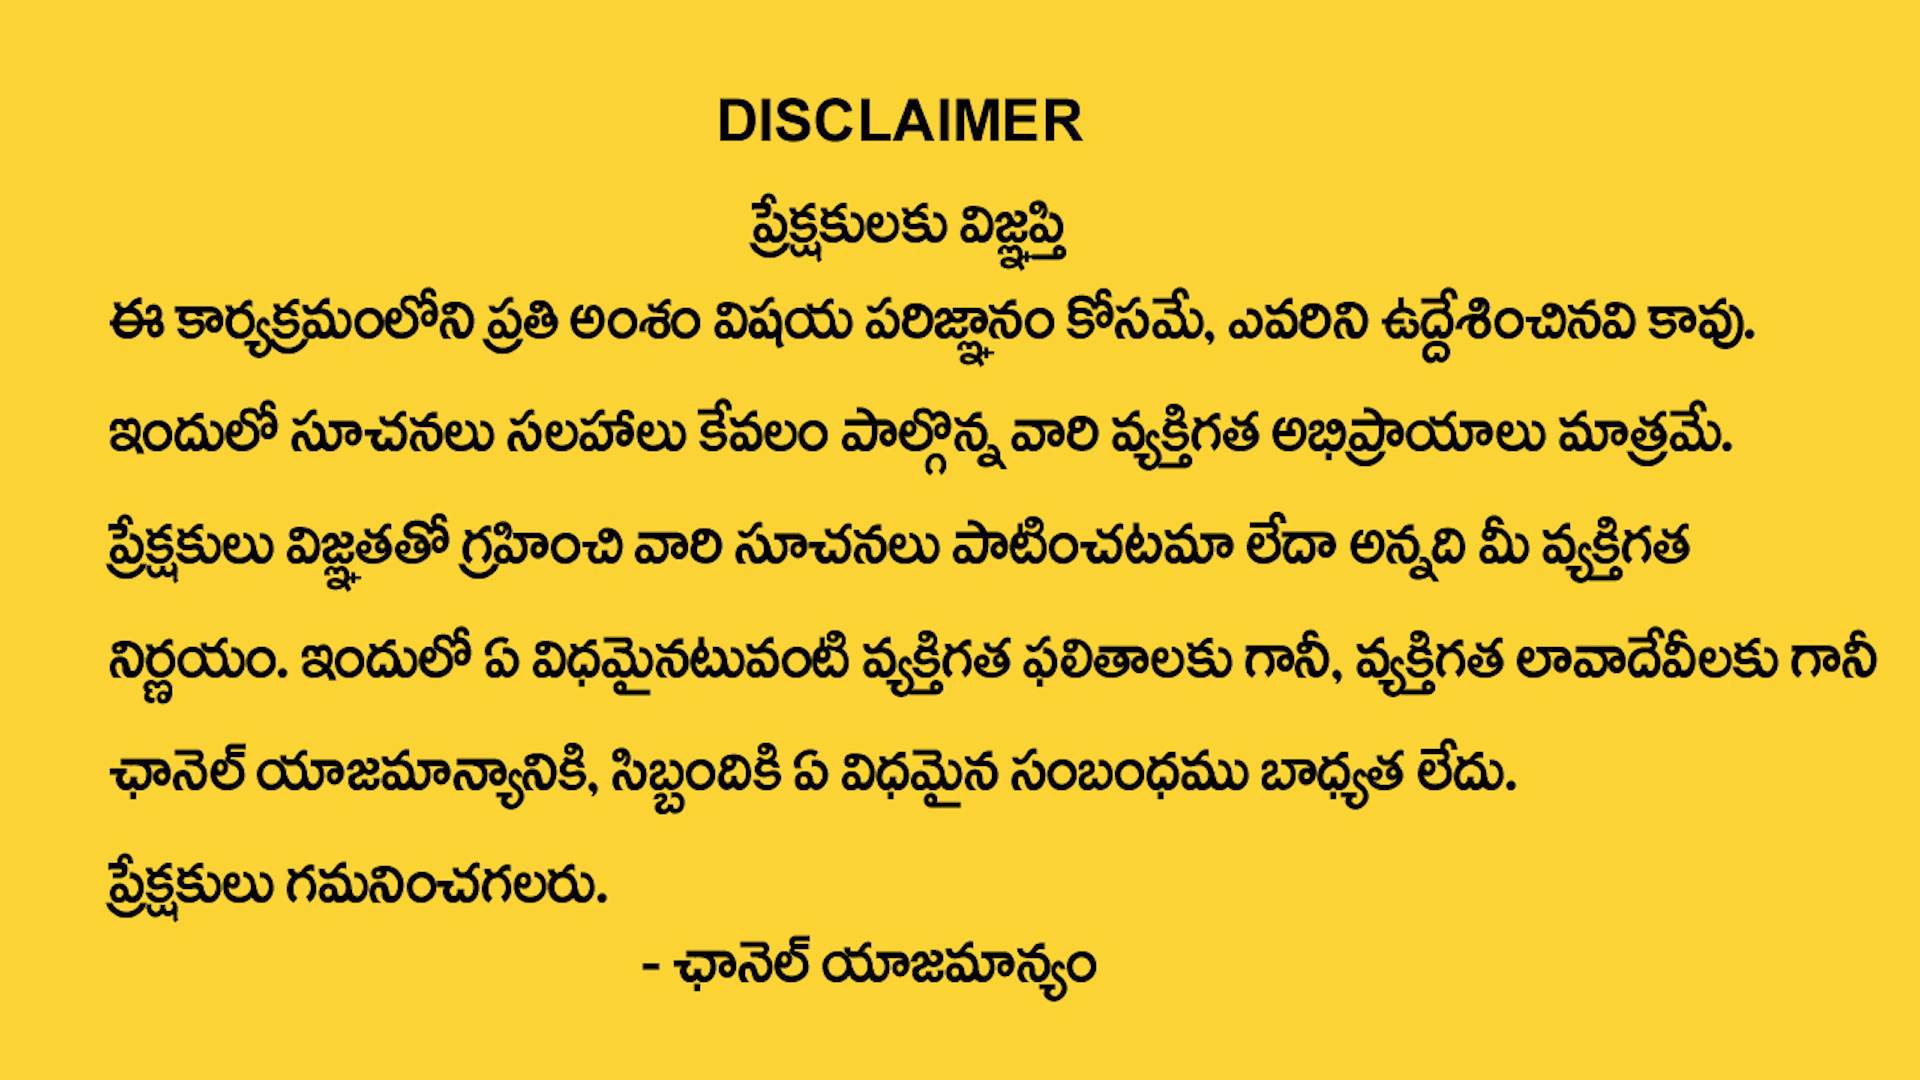 DISCLAIMER
ప్రేక్షకులకు విజ్ఞప్తి
ఈ కార్యక్రమంలోని ప్రతి అంశం విషయ పరిజ్ఞానం కోసమే, ఎవరిని ఉద్దేశించినవి కావు.
ఇందులో సూచనలు సలహాలు కేవలం పాల్గొన్న వారి వ్యక్తిగత అభిప్రాయాలు మాత్రమే.
ప్రేక్షకులు విజ్ఞతతో గ్రహించి వారి సూచనలు పాటించటమా లేదా అన్నది మీ వ్యక్తిగత
నిర్ణయం. ఇందులో ఏ విధమైనటువంటి వ్యక్తిగత ఫలితాలకు గానీ, వ్యక్తిగత లావాదేవీలకు గానీ
ఛానెల్ యాజమాన్యానికి, సిబ్బందికి ఏ విధమైన సంబంధము బాధ్యత లేదు.
ప్రేక్షకులు గమనించగలరు.
- ఛానెల్ యాజమాన్యం